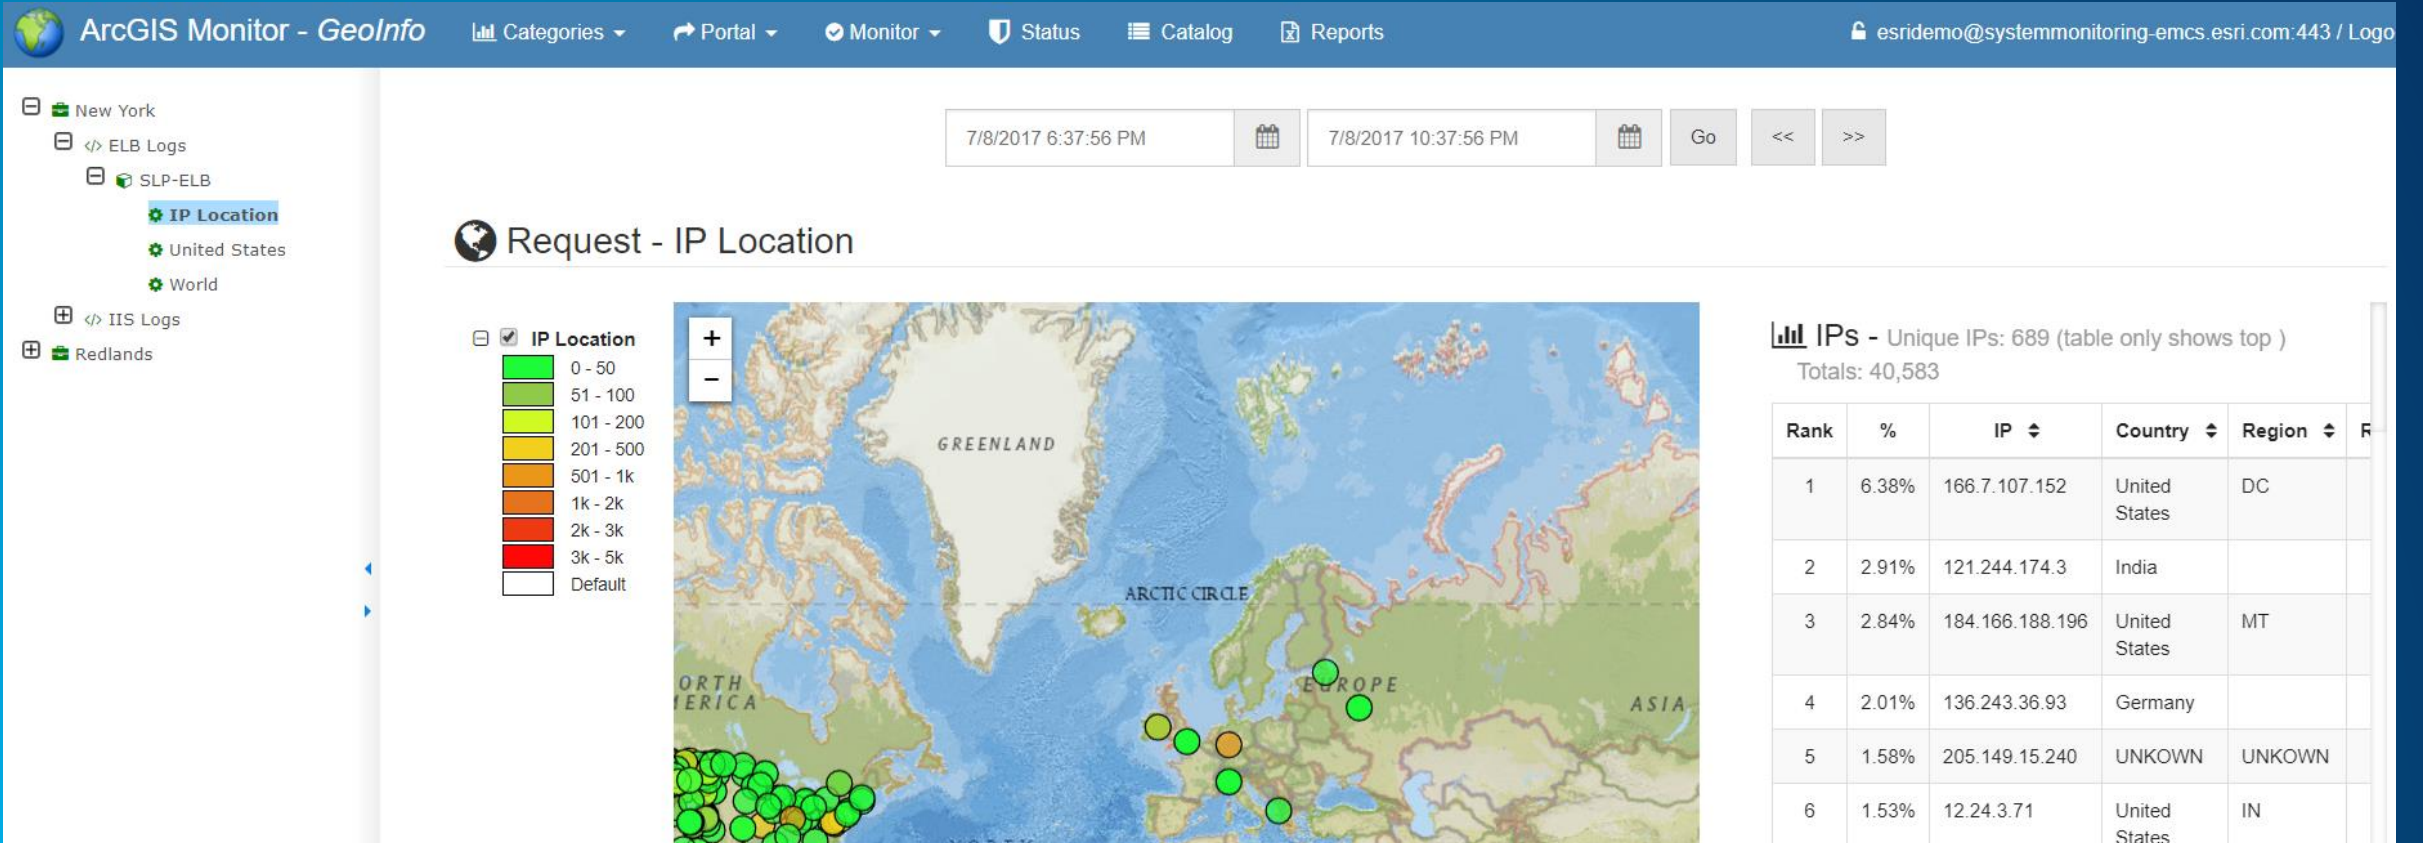 ArcGIS Monitor - GeoInfo
Categories
Portal
Monitor
Status
Catalog
Reports
esridemo@systemmonitoring-emcs.esri.com:443 / Logo
New York
</> ELB Logs
SLP-ELB
IP Location
United States
World
</> IIS Logs
Redlands
7/8/2017 6:37:56 PM
7/8/2017 10:37:56 PM
Go
<<
>>
Request - IP Location
IP Location
0 - 50
51 - 100
101 - 200
201 - 500
501 - 1k
1k - 2k
2k - 3k
3k - 5k
Default
+
-
GREENLAND
ARCTIC CIRCLE
ORTH
ERICA
EUROPE
ASIA
IPs - Unique IPs: 689 (table only shows top )
Totals: 40,583
Rank % IP Country Region R
1 6.38% 166.7.107.152 United DC
States
2 2.91% 121.244.174.3 India
3 2.84% 184.166.188.196 United MT
States
4 2.01% 136.243.36.93 Germany
5 1.58% 205.149.15.240 UNKOWN UNKOWN
6 1.53% 12.24.3.71 United IN
States